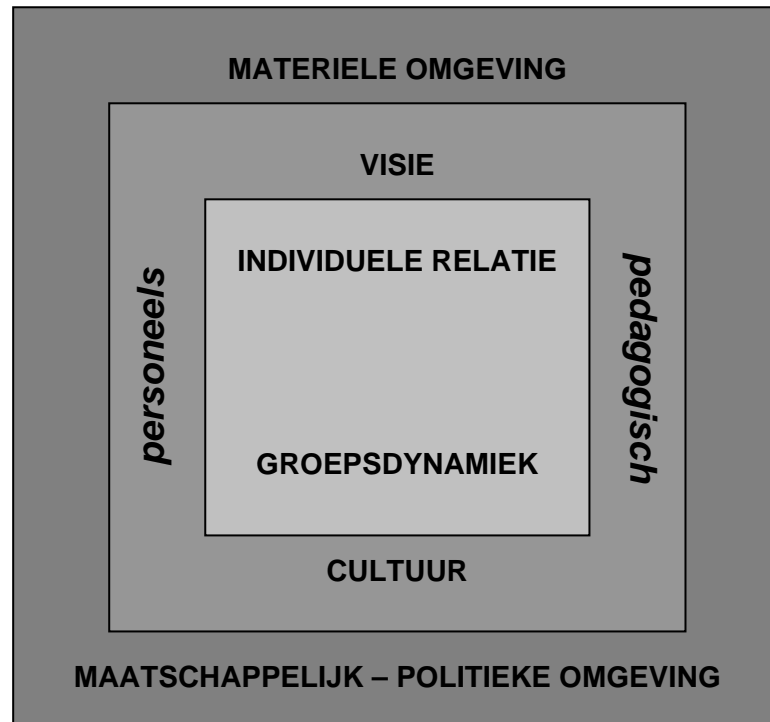 MATERIELE OMGEVING
VISIE
INDIVIDUELE RELATIE
personeels
pedagogisch
GROEPSDYNAMIEK
CULTUUR
MAATSCHAPPELIJK – POLITIEKE OMGEVING